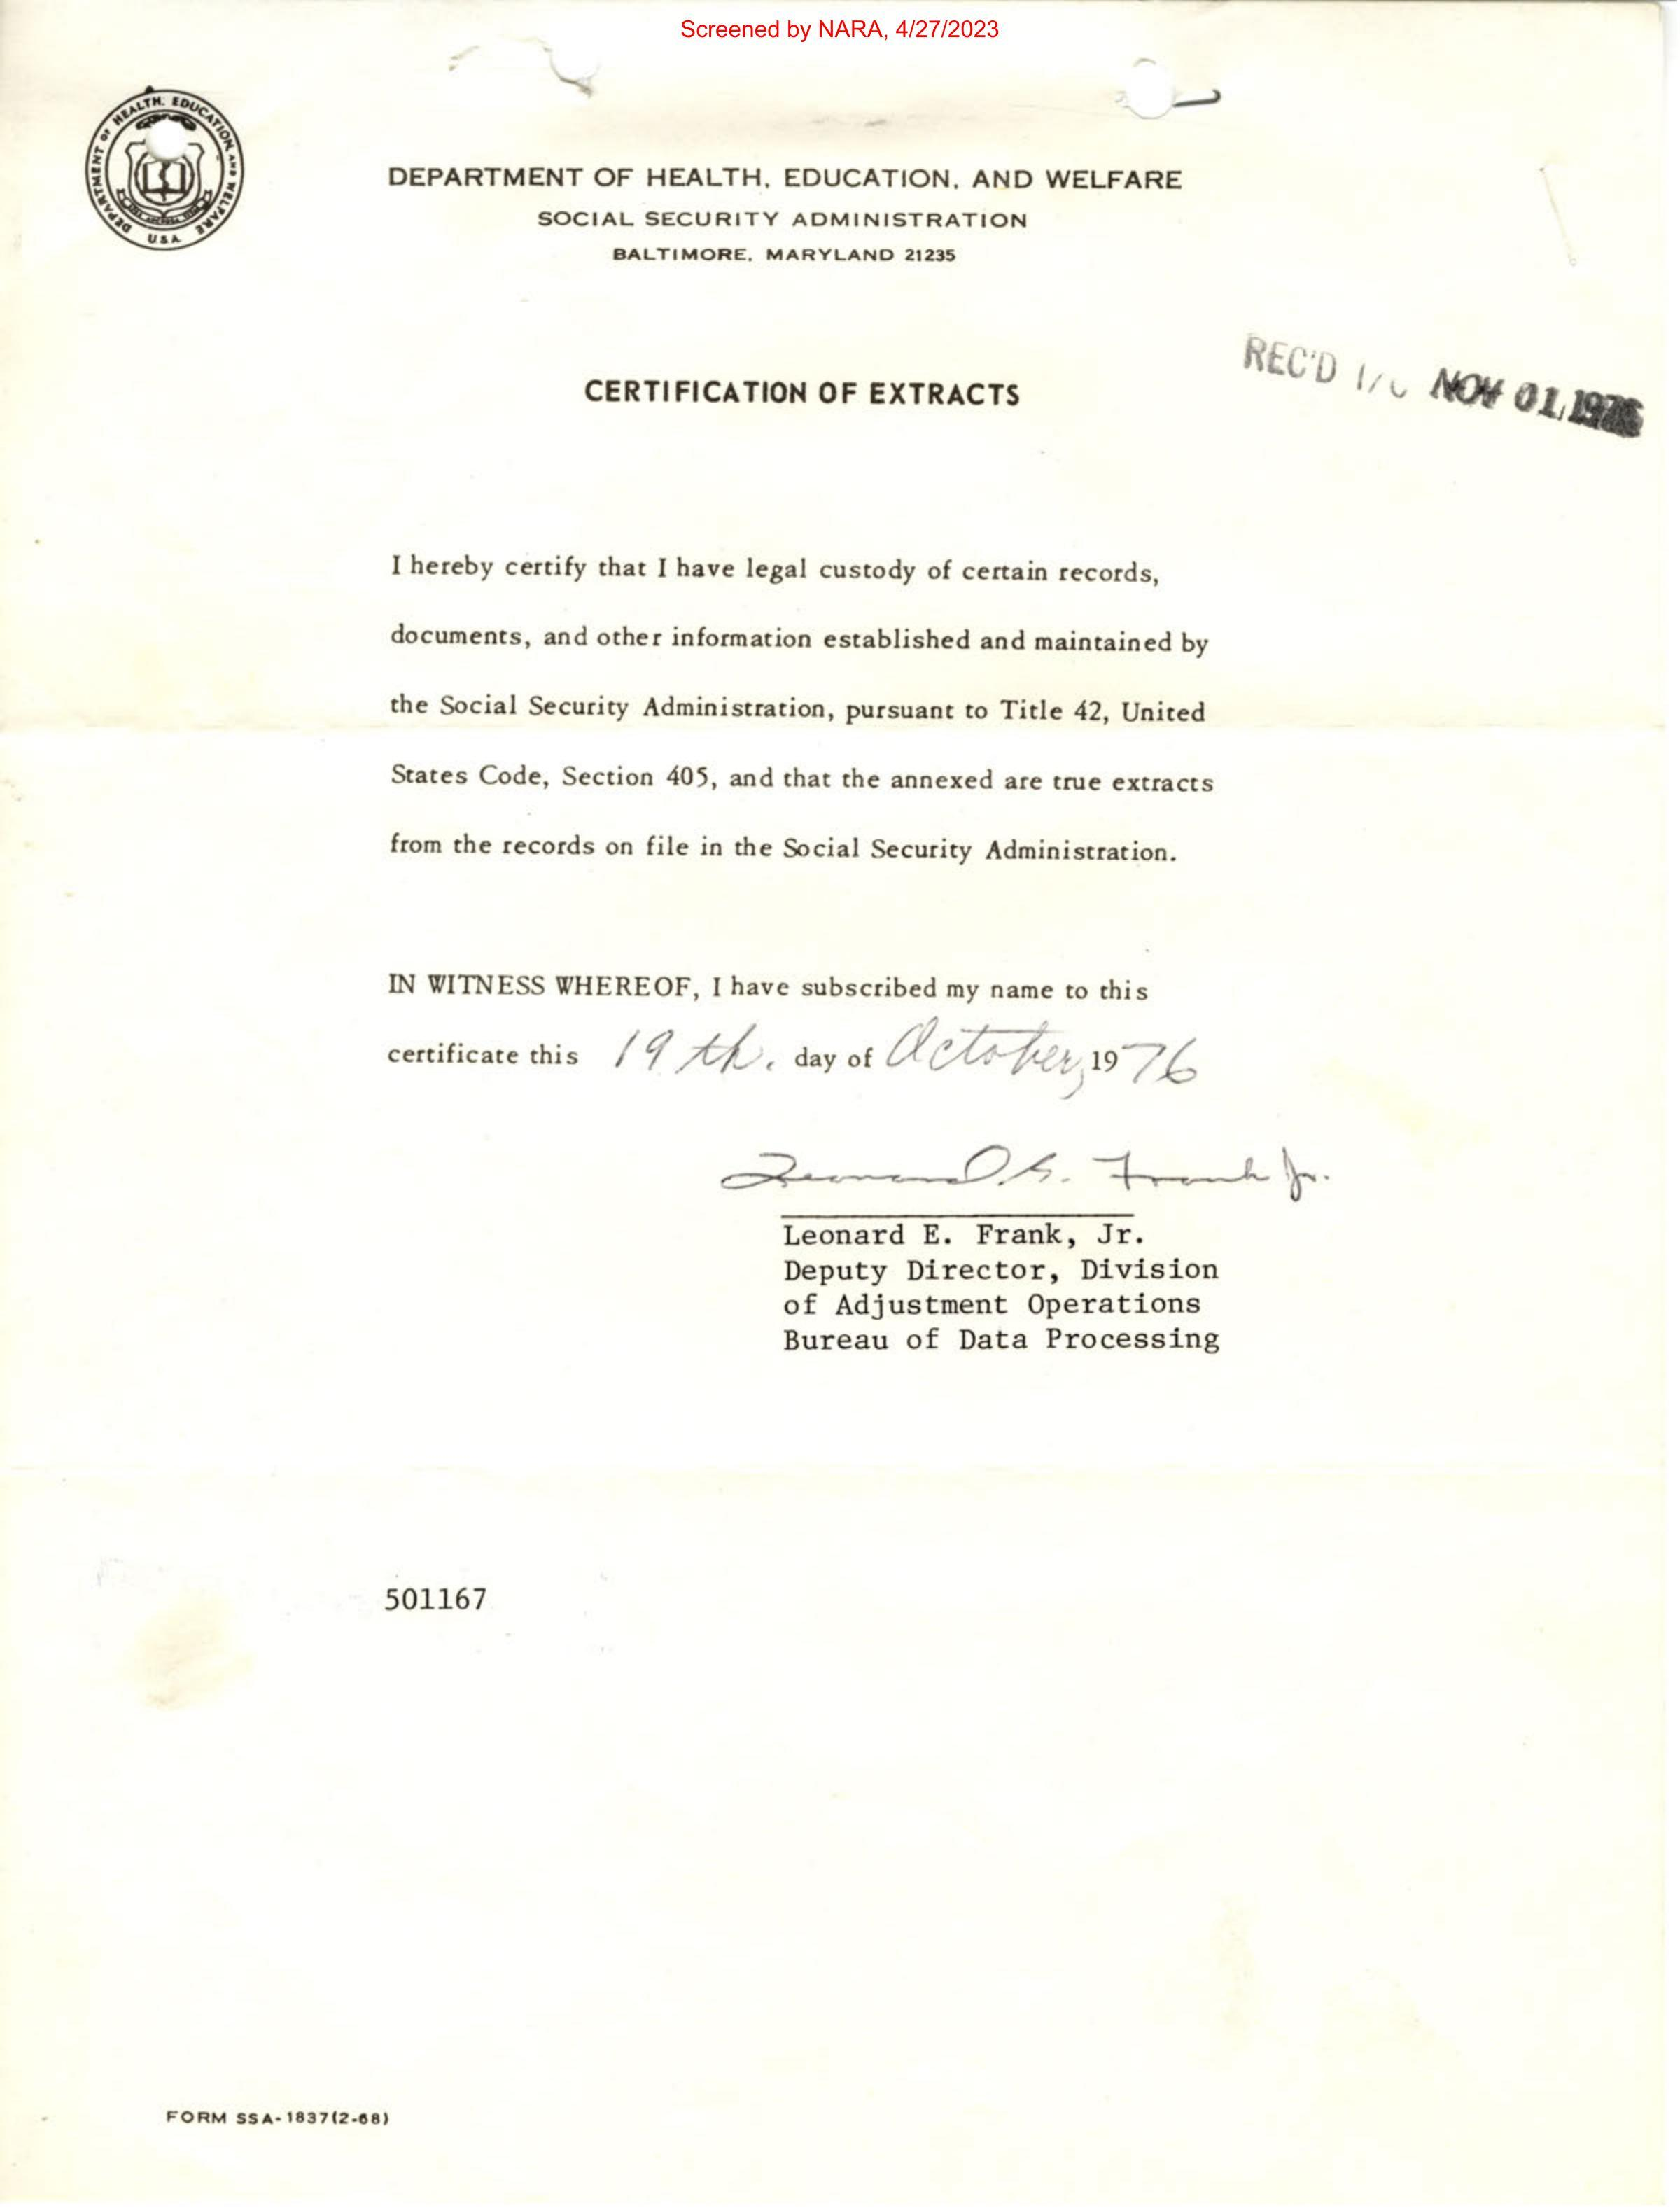 Screened by NARA, 4/27/2023
DEPARTMENT OF HEALTH, EDUCATION, AND WELFARE
U S A
DEPARTMENT OF HEALTH, EDUCATION, AND WELFARE
SOCIAL SECURITY ADMINISTRATION
BALTIMORE, MARYLAND 21235
REC'D NOV 01, 1976
CERTIFICATION OF EXTRACTS
I hereby certify that I have legal custody of certain records,
documents, and other information established and maintained by
the Social Security Administration, pursuant to Title 42, United
States Code, Section 405, and that the annexed are true extracts
from the records on file in the Social Security Administration.
IN WITNESS WHEREOF, I have subscribed my name to this
certificate this 19 th. day of October, 1976
Leonard E. Frank Jr.
Leonard E. Frank, Jr.
Deputy Director, Division
of Adjustment Operations
Bureau of Data Processing
501167
FORM SSA-1837(2-68)